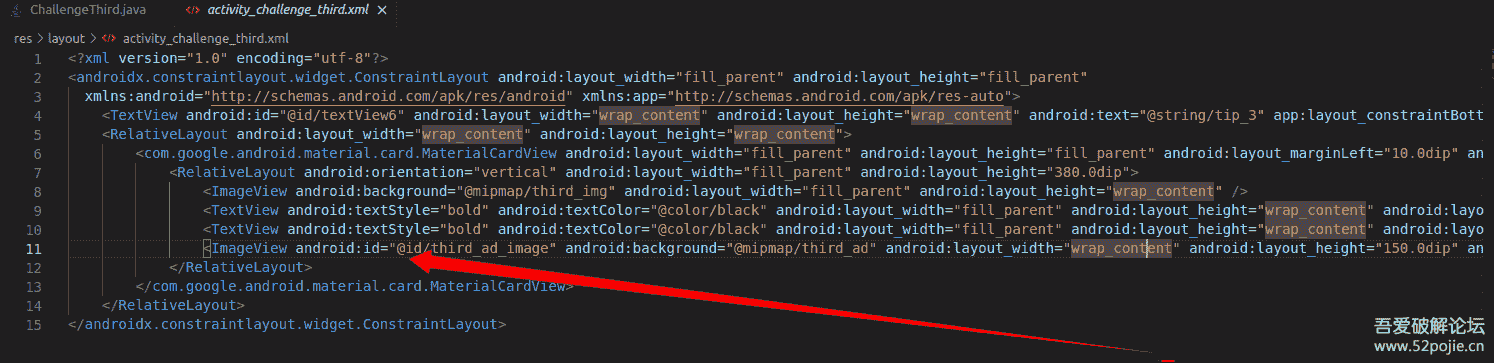 ChallengeThird.java activity_challenge_third.xml
res > layout > activity_challenge_third.xml
1 <?xml version="1.0" encoding="utf-8"?>
2 <androidx.constraintlayout.widget.ConstraintLayout android:layout_width="fill_parent" android:layout_height="fill_parent"
3 xmlns:android="http://schemas.android.com/apk/res/android" xmlns:app="http://schemas.android.com/apk/res-auto">
4 <TextView android:id="@id/textView6" android:layout_width="wrap_content" android:layout_height="wrap_content" android:text="@string/tip_3" app:layout_constraintBott
5 <RelativeLayout android:layout_width="wrap_content" android:layout_height="wrap_content">
6 <com.google.android.material.card.MaterialCardView android:layout_width="fill_parent" android:layout_height="fill_parent" android:layout_marginLeft="10.0dip" an
7 <RelativeLayout android:orientation="vertical" android:layout_width="fill_parent" android:layout_height="380.0dip">
8 <ImageView android:background="@mipmap/third_img" android:layout_width="fill_parent" android:layout_height="wrap_content" />
9 <TextView android:textStyle="bold" android:textColor="@color/black" android:layout_width="fill_parent" android:layout_height="wrap_content" android:layo
10 <TextView android:textStyle="bold" android:textColor="@color/black" android:layout_width="fill_parent" android:layout_height="wrap_content" android:layo
11 <ImageView android:id="@id/third_ad_image" android:background="@mipmap/third_ad" android:layout_width="wrap_content" android:layout_height="150.0dip" an
12 </RelativeLayout>
13 </com.google.android.material.card.MaterialCardView>
14 </RelativeLayout>
15 </androidx.constraintlayout.widget.ConstraintLayout>
吾爱破解论坛
www.52pojie.cn